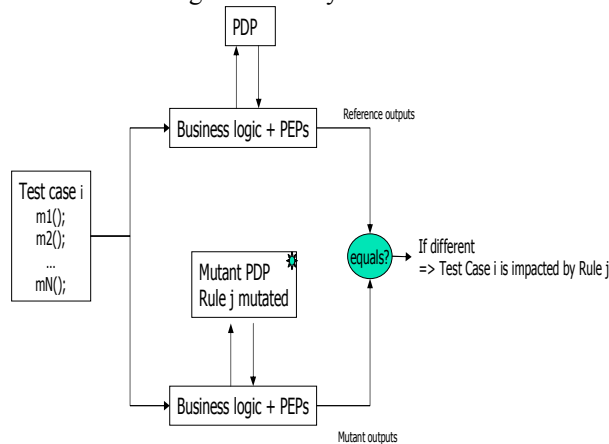 PDP
Business logic + PEPs
Reference outputs
Test case i
m1();
m2();
...
mN();
Mutant PDP
Rule j mutated
equals?
If different
=> Test Case i is impacted by Rule j
Business logic + PEPs
Mutant outputs